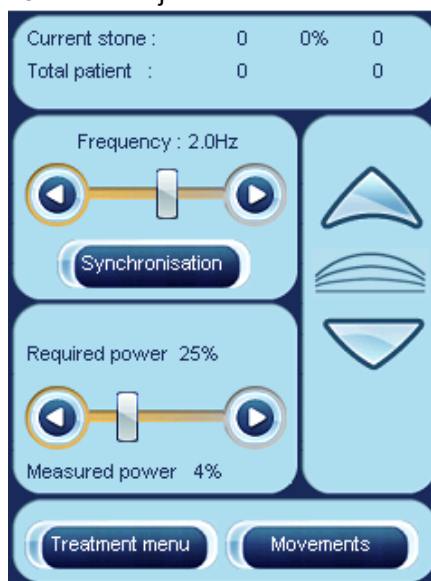 Current stone : 0 0% 0
Total patient : 0 0
Frequency : 2.0Hz
Synchronisation
Required power 25%
Measured power 4%
Treatment menu Movements